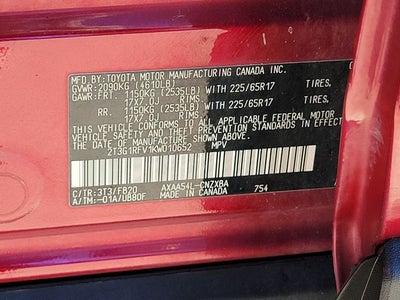 MFD. BY: TOYOTA MOTOR MANUFACTURING CANADA INC.
GVWR: 2090KG (4610LB)
GAWR: FRT. 1150KG (2535LB) WITH 225/65R17 TIRES.
17X7.0J RIMS
RR. 1150KG (2535LB) WITH 225/65R17 TIRES.
17X7.0J RIMS
THIS VEHICLE CONFORMS TO ALL APPLICABLE FEDERAL MOTOR
VEHICLE SAFETY AND THEFT PREVENTION STANDARDS IN EFFECT ON
THE DATE OF MANUFACTURE SHOWN ABOVE.
2T3G1RFV1KW010652 MPV
C/TR: 3T3/FB20 AXAA54L-CNZXBA
A/TM: -01A/UB80F 754